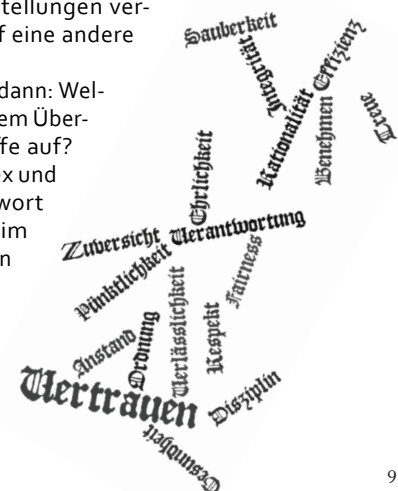 tellungen ver-
f eine andere
dann: Wel-
em Über-
ffe auf?
x und
wort
im
n
Sauberkeit
Integrität
Rationalität
Effizienz
Benehmen
Treue
Ehrlichkeit
Zuversicht
Verantwortung
Pünktlichkeit
Fairness
Verlässlichkeit
Respekt
Ordnung
Anstand
Vertrauen
Disziplin
Gesundheit
9